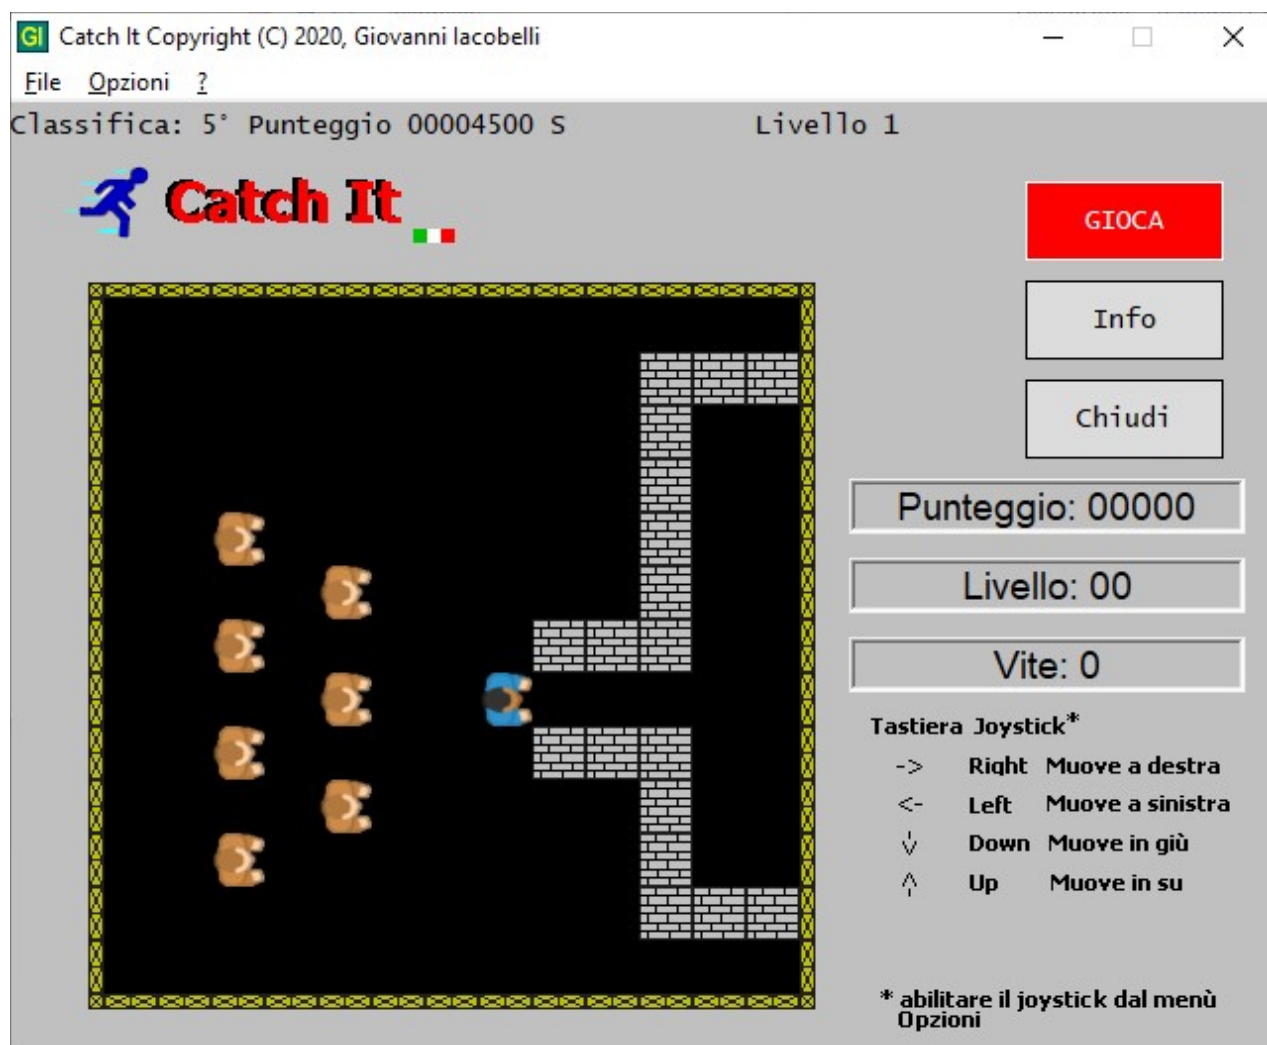 GI Catch It Copyright (C) 2020, Giovanni Iacobelli
File Opzioni ?
Classifica: 5° Punteggio 00004500 S Livello 1
Catch It
GIOCA
Info
Chiudi
Punteggio: 00000
Livello: 00
Vite: 0
Tastiera Joystick*
-> Right Muove a destra
<- Left Muove a sinistra
Down Muove in giù
Up Muove in su
* abilitare il joystick dal menù
Opzioni